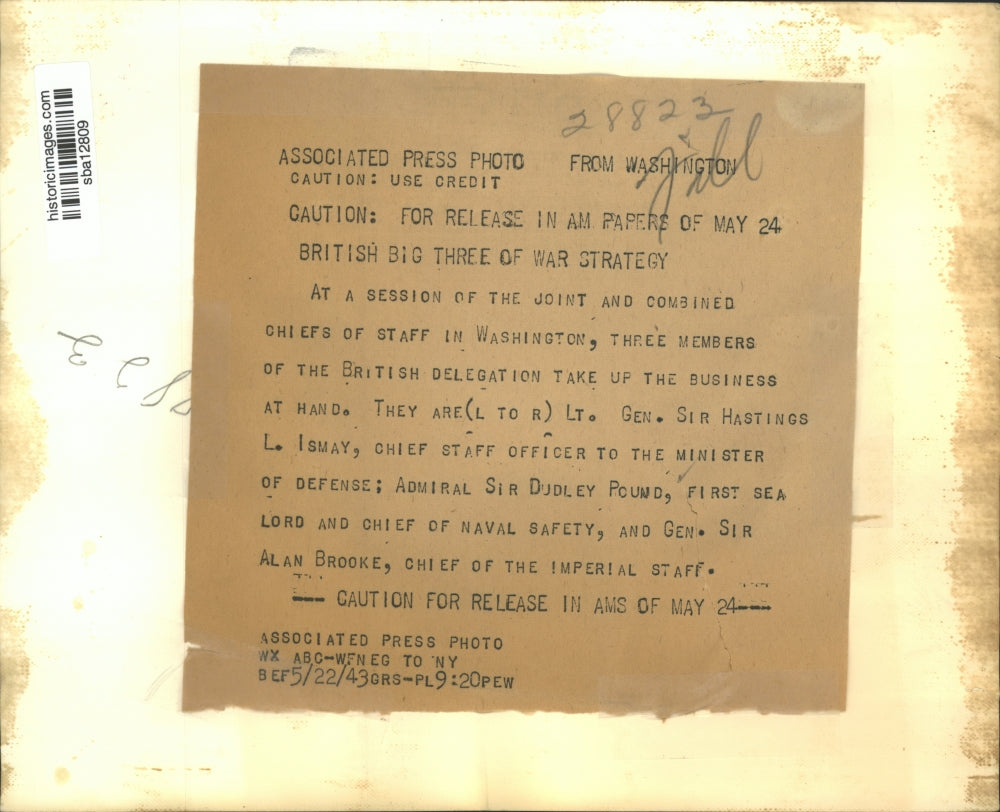 historicimages.com
sba12809
28823
ASSOCIATED PRESS PHOTO FROM WASHINGTON
CAUTION: USE CREDIT
CAUTION: FOR RELEASE IN AM PAPERS OF MAY 24
BRITISH BIG THREE OF WAR STRATEGY
AT A SESSION OF THE JOINT AND COMBINED
CHIEFS OF STAFF IN WASHINGTON, THREE MEMBERS
OF THE BRITISH DELEGATION TAKE UP THE BUSINESS
AT HAND. THEY ARE(L TO R) LT. GEN. SIR HASTINGS
L. ISMAY, CHIEF STAFF OFFICER TO THE MINISTER
OF DEFENSE; ADMIRAL SIR DUDLEY POUND, FIRST SEA
LORD AND CHIEF OF NAVAL SAFETY, AND GEN. SIR
ALAN BROOKE, CHIEF OF THE IMPERIAL STAFF.
--- CAUTION FOR RELEASE IN AMS OF MAY 24---
ASSOCIATED PRESS PHOTO
WX ABC-WFNEG TO NY
BEF5/22/43GRS-PL9:20PEW